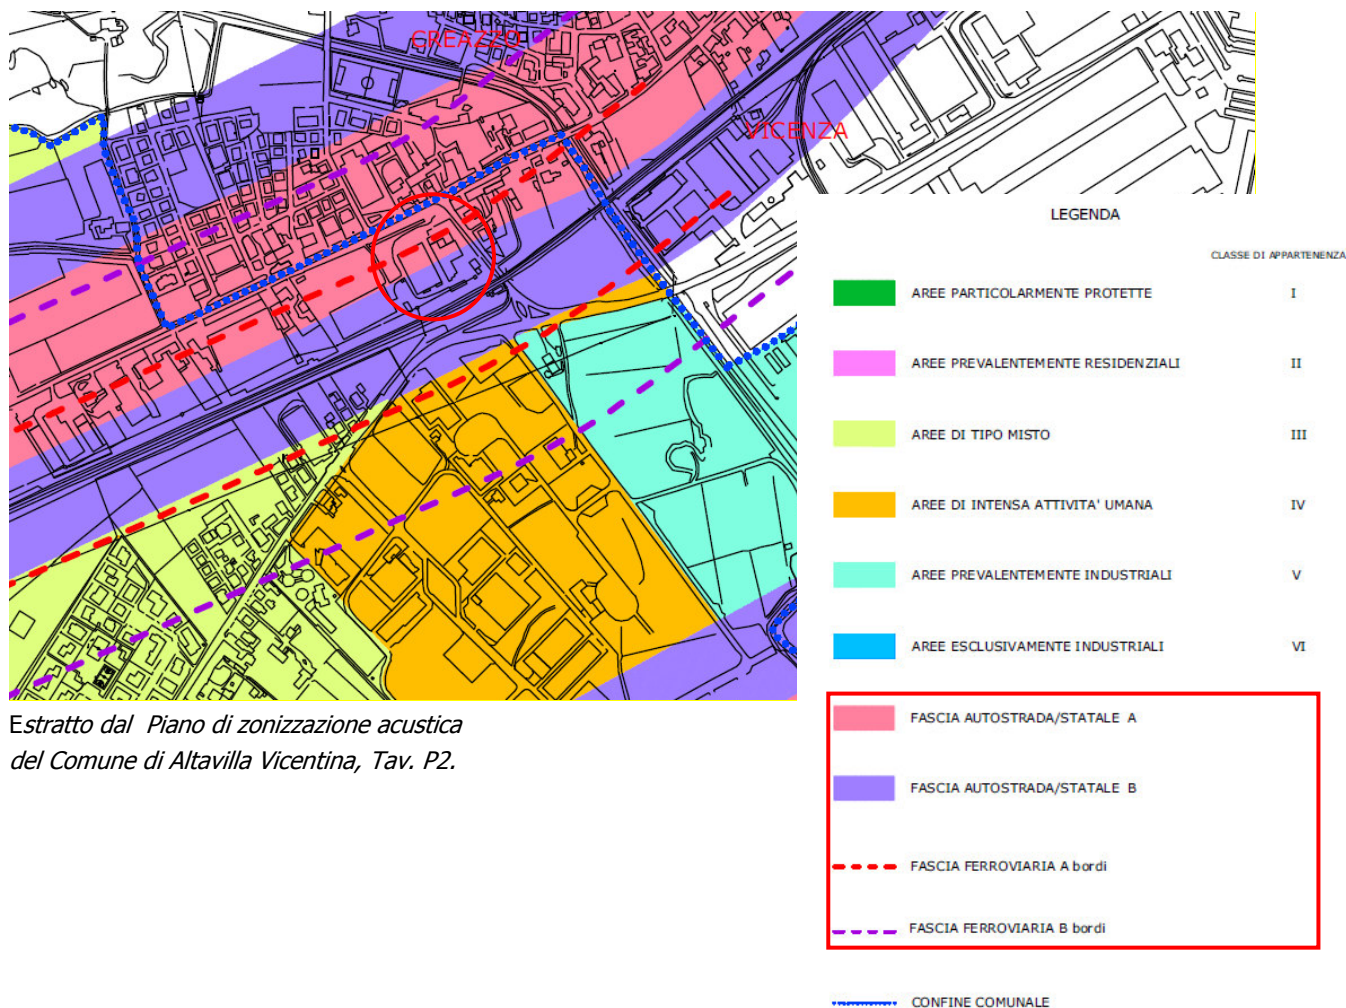 CREAZZO
VICENZA
LEGENDA
CLASSE DI APPARTENENZA
AREE PARTICOLARMENTE PROTETTE I
AREE PREVALENTEMENTE RESIDENZIALI II
AREE DI TIPO MISTO III
AREE DI INTENSA ATTIVITA' UMANA IV
AREE PREVALENTEMENTE INDUSTRIALI V
AREE ESCLUSIVAMENTE INDUSTRIALI VI
FASCIA AUTOSTRADA/STATALE A
FASCIA AUTOSTRADA/STATALE B
FASCIA FERROVIARIA A bordi
FASCIA FERROVIARIA B bordi
CONFINE COMUNALE
Estratto dal Piano di zonizzazione acustica
del Comune di Altavilla Vicentina, Tav. P2.